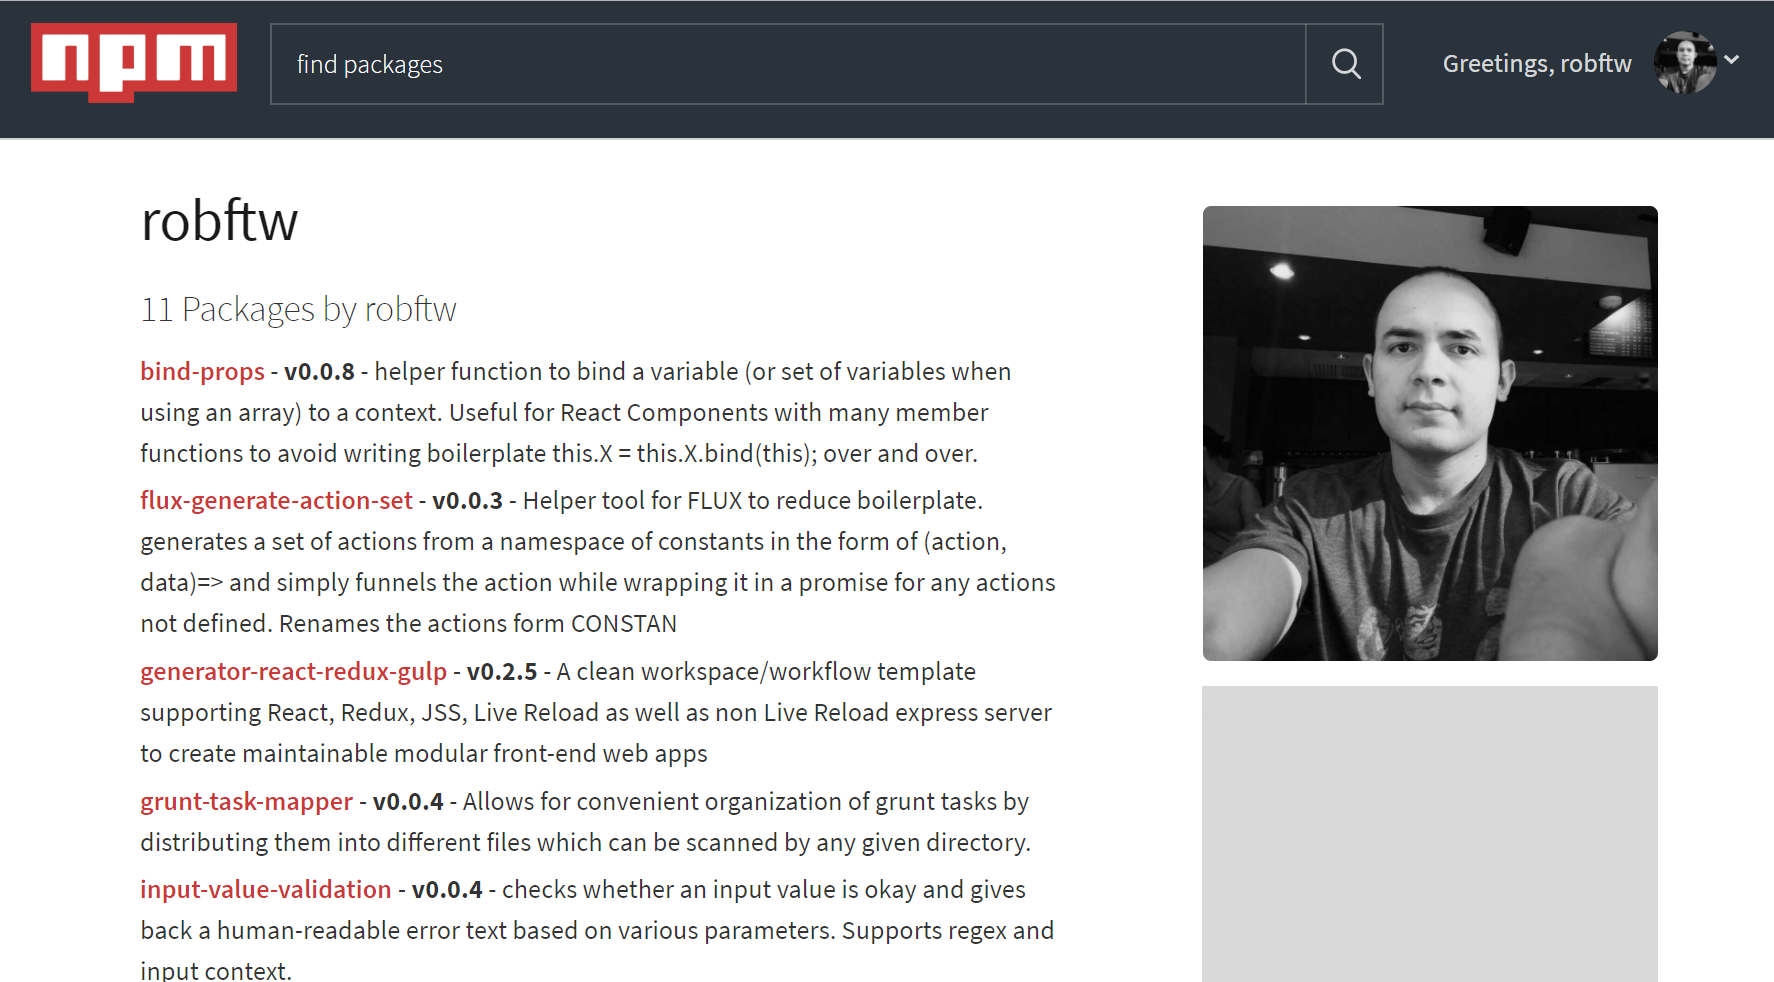 npm
find packages
Greetings, robftw
robftw
11 Packages by robftw
bind-props - v0.0.8 - helper function to bind a variable (or set of variables when
using an array) to a context. Useful for React Components with many member
functions to avoid writing boilerplate this.X = this.X.bind(this); over and over.
flux-generate-action-set - v0.0.3 - Helper tool for FLUX to reduce boilerplate.
generates a set of actions from a namespace of constants in the form of (action,
data)=> and simply funnels the action while wrapping it in a promise for any actions
not defined. Renames the actions form CONSTAN
generator-react-redux-gulp - v0.2.5 - A clean workspace/workflow template
supporting React, Redux, JSS, Live Reload as well as non Live Reload express server
to create maintainable modular front-end web apps
grunt-task-mapper - v0.0.4 - Allows for convenient organization of grunt tasks by
distributing them into different files which can be scanned by any given directory.
input-value-validation - v0.0.4 - checks whether an input value is okay and gives
back a human-readable error text based on various parameters. Supports regex and
input context.